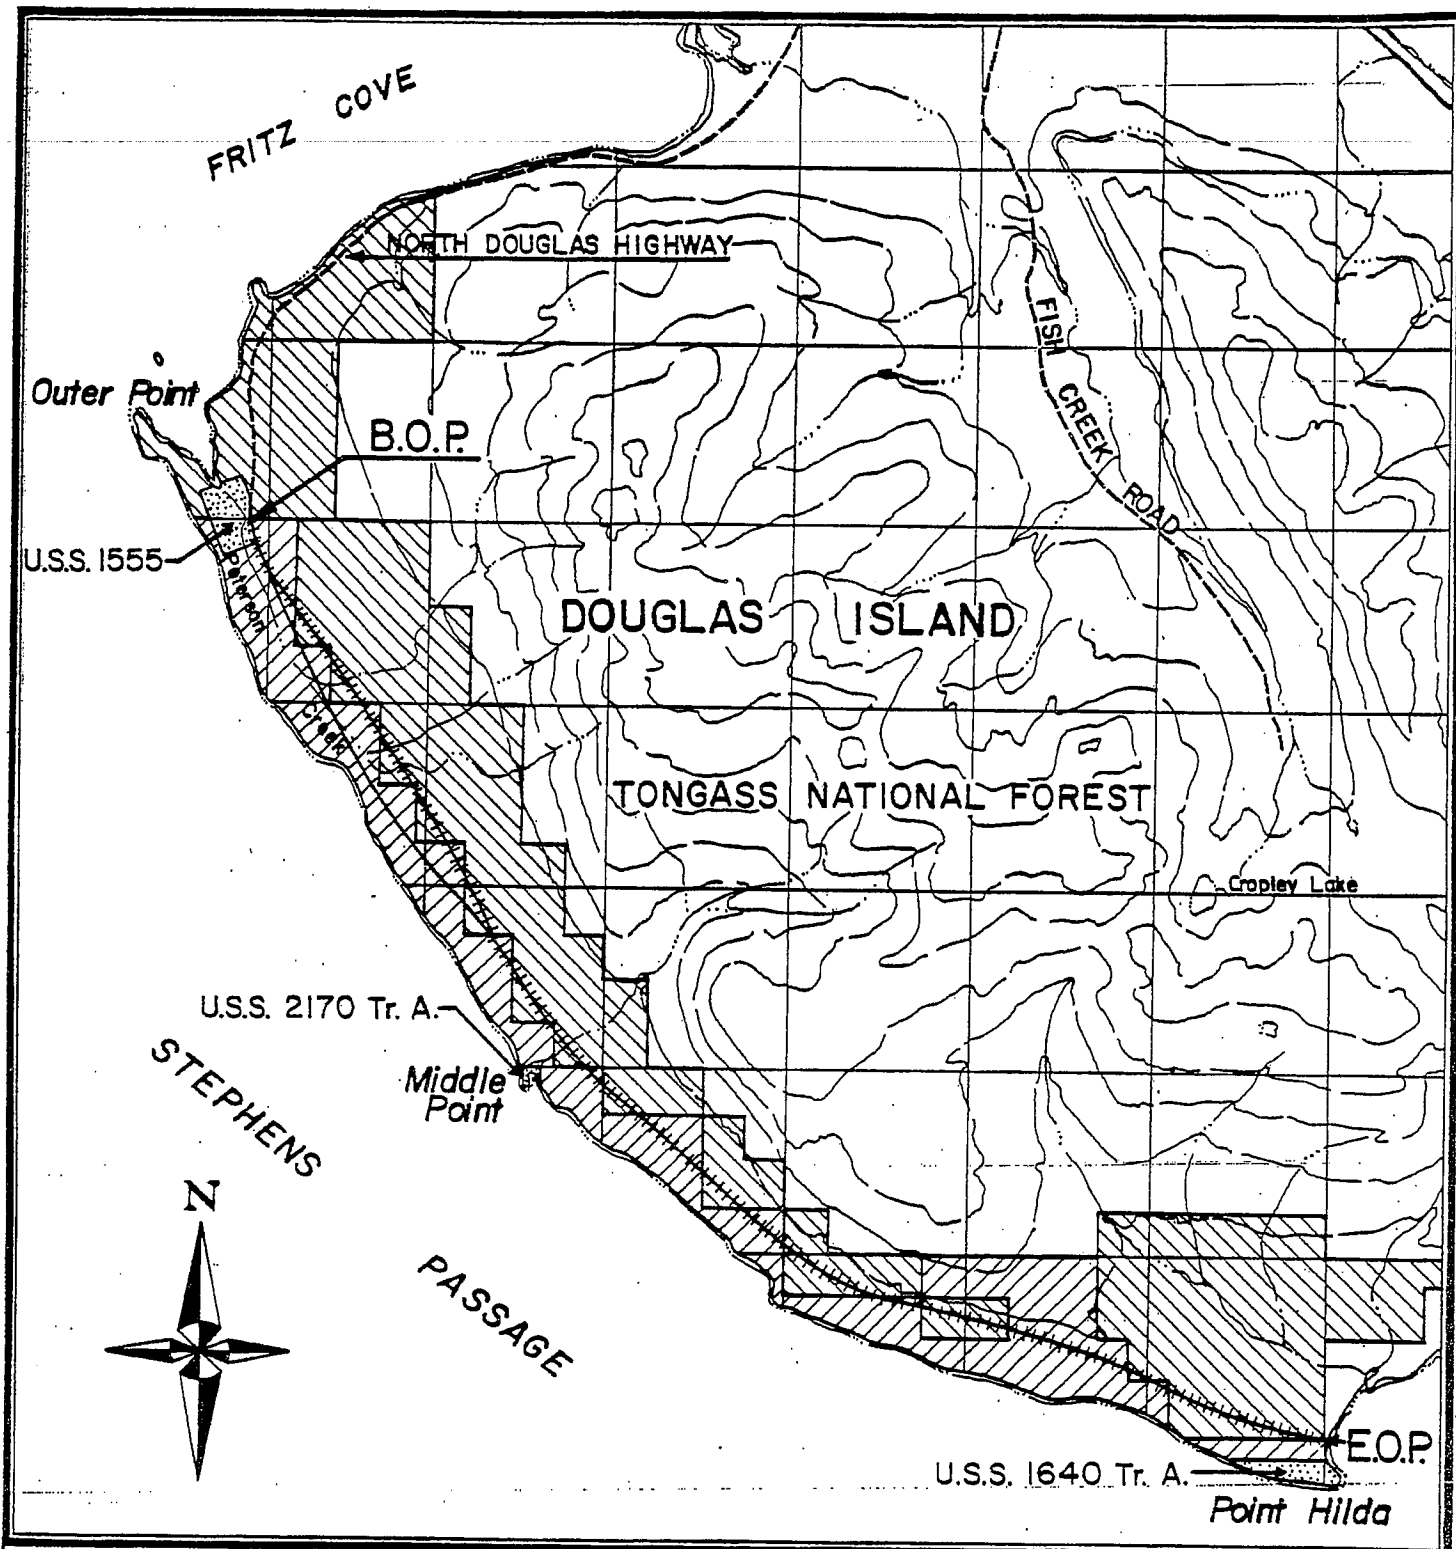 FRITZ COVE
NORTH DOUGLAS HIGHWAY
FISH CREEK ROAD
Outer Point
B.O.P.
U.S.S. 1555
Peterson
Creek
DOUGLAS ISLAND
TONGASS NATIONAL FOREST
Cropley Lake
U.S.S. 2170 Tr. A.
Middle
Point
STEPHENS
PASSAGE
N
E.O.P.
U.S.S. 1640 Tr. A.
Point Hilda